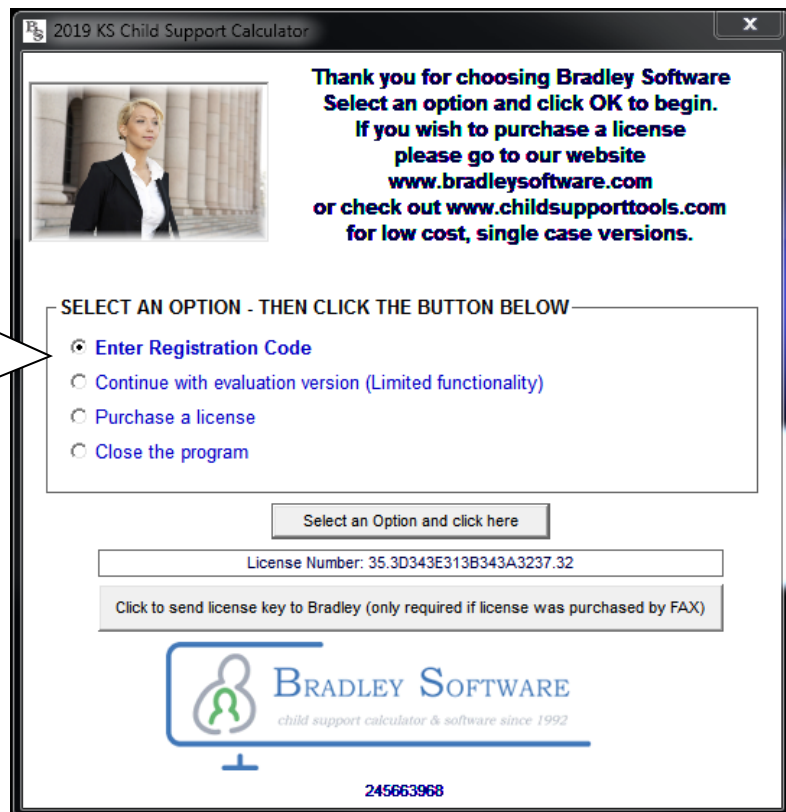 2019 KS Child Support Calculator
x
Thank you for choosing Bradley Software
Select an option and click OK to begin.
If you wish to purchase a license
please go to our website
www.bradleysoftware.com
or check out www.childsupporttools.com
for low cost, single case versions.
SELECT AN OPTION - THEN CLICK THE BUTTON BELOW
Enter Registration Code
Continue with evaluation version (Limited functionality)
Purchase a license
Close the program
Select an Option and click here
License Number: 35.3D343E313B343A3237.32
Click to send license key to Bradley (only required if license was purchased by FAX)
BRADLEY SOFTWARE
child support calculator & software since 1992
245663968